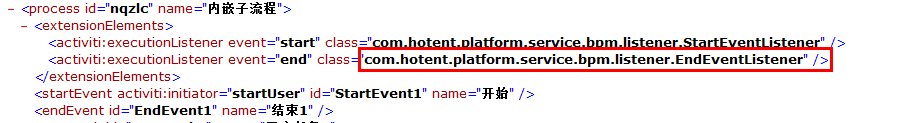 – <process id="nqzlc" name="内嵌子流程">
– <extensionElements>
<activiti:executionListener event="start" class="com.hotent.platform.service.bpm.listener.StartEventListener" />
<activiti:executionListener event="end" class="com.hotent.platform.service.bpm.listener.EndEventListener" />
</extensionElements>
<startEvent activiti:initiator="startUser" id="StartEvent1" name="开始" />
<endEvent id="EndEvent1" name="结束1" />